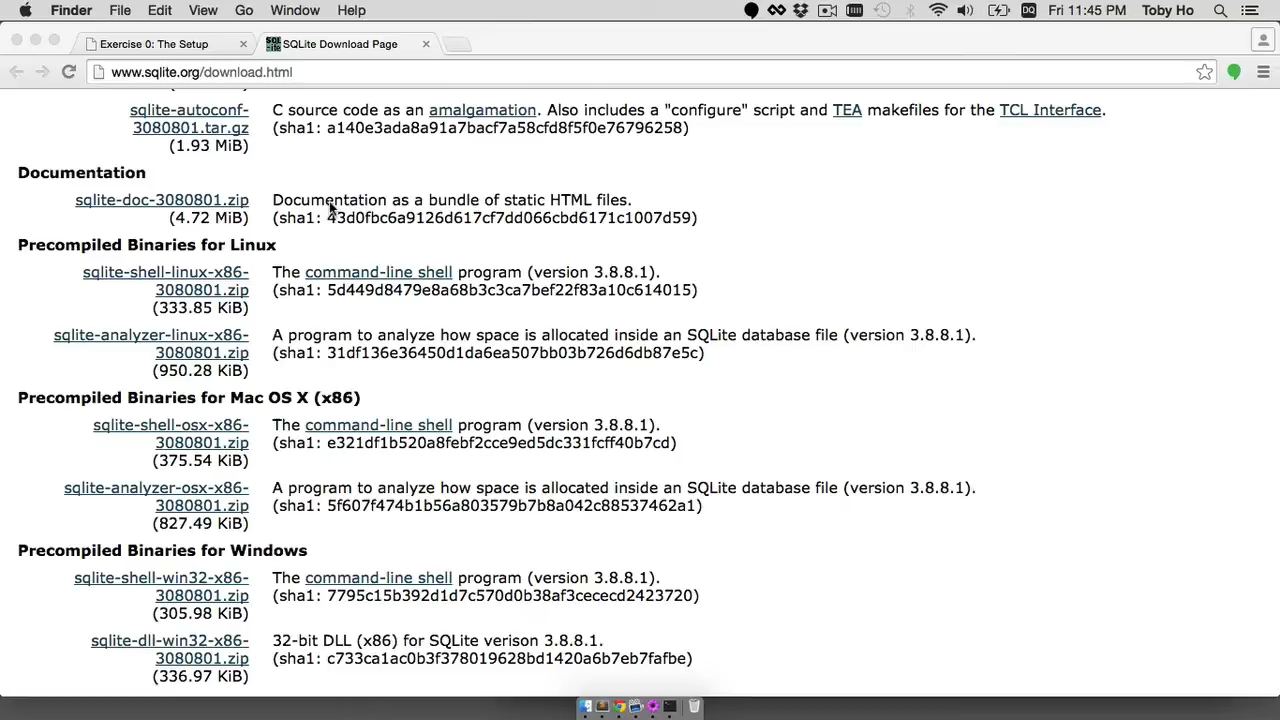 Finder File Edit View Go Window Help DQ Fri 11:45 PM Toby Ho
Exercise 0: The Setup SQLite Download Page
www.sqlite.org/download.html
sqlite-autoconf- C source code as an amalgamation. Also includes a "configure" script and TEA makefiles for the TCL Interface.
3080801.tar.gz (sha1: a140e3ada8a91a7bacf7a58cfd8f5f0e76796258)
(1.93 MiB)
Documentation
sqlite-doc-3080801.zip Documentation as a bundle of static HTML files.
(4.72 MiB) (sha1: 43d0fbc6a9126d617cf7dd066cbd6171c1007d59)
Precompiled Binaries for Linux
sqlite-shell-linux-x86- The command-line shell program (version 3.8.8.1).
3080801.zip (sha1: 5d449d8479e8a68b3c3ca7bef22f83a10c614015)
(333.85 KiB)
sqlite-analyzer-linux-x86- A program to analyze how space is allocated inside an SQLite database file (version 3.8.8.1).
3080801.zip (sha1: 31df136e36450d1da6ea507bb03b726d6db87e5c)
(950.28 KiB)
Precompiled Binaries for Mac OS X (x86)
sqlite-shell-osx-x86- The command-line shell program (version 3.8.8.1).
3080801.zip (sha1: e321df1b520a8febf2cce9ed5dc331fcff40b7cd)
(375.54 KiB)
sqlite-analyzer-osx-x86- A program to analyze how space is allocated inside an SQLite database file (version 3.8.8.1).
3080801.zip (sha1: 5f607f474b1b56a803579b7b8a042c88537462a1)
(827.49 KiB)
Precompiled Binaries for Windows
sqlite-shell-win32-x86- The command-line shell program (version 3.8.8.1).
3080801.zip (sha1: 7795c15b392d1d7c570d0b38af3cececd2423720)
(305.98 KiB)
sqlite-dll-win32-x86- 32-bit DLL (x86) for SQLite verison 3.8.8.1.
3080801.zip (sha1: c733ca1ac0b3f378019628bd1420a6b7eb7fafbe)
(336.97 KiB)